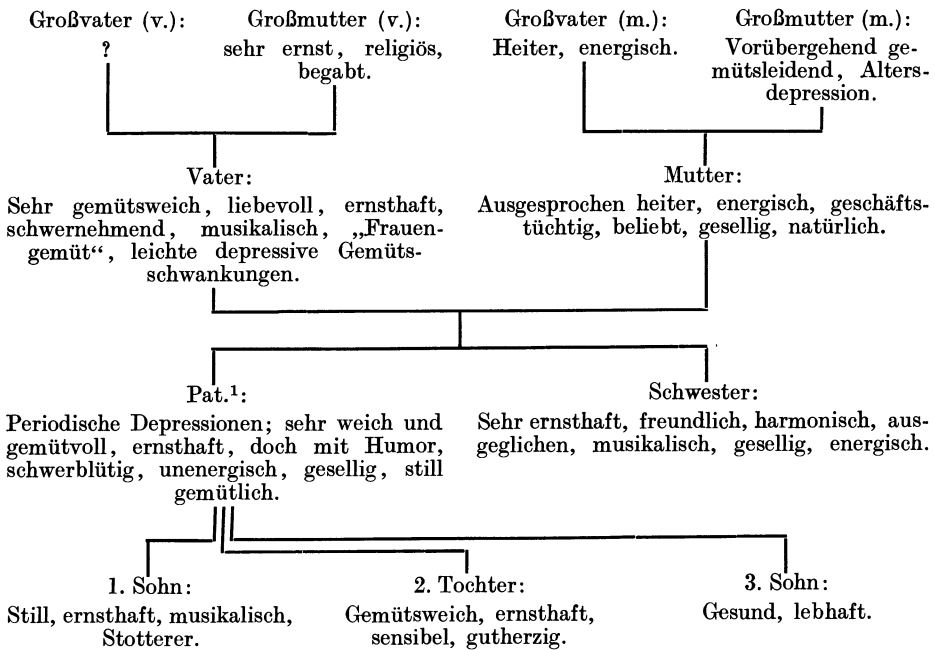 Großvater (v.):
?
Großmutter (v.):
sehr ernst, religiös,
begabt.
Großvater (m.):
Heiter, energisch.
Großmutter (m.):
Vorübergehend ge-
mütsleidend, Alters-
depression.
Vater:
Sehr gemütsweich, liebevoll, ernsthaft,
schwernehmend, musikalisch, „Frauen-
gemüt“, leichte depressive Gemüts-
schwankungen.
Mutter:
Ausgesprochen heiter, energisch, geschäfts-
tüchtig, beliebt, gesellig, natürlich.
Pat.¹:
Periodische Depressionen; sehr weich und
gemütvoll, ernsthaft, doch mit Humor,
schwerblütig, unenergisch, gesellig, still
gemütlich.
Schwester:
Sehr ernsthaft, freundlich, harmonisch, aus-
geglichen, musikalisch, gesellig, energisch.
1. Sohn:
Still, ernsthaft, musikalisch,
Stotterer.
2. Tochter:
Gemütsweich, ernsthaft,
sensibel, gutherzig.
3. Sohn:
Gesund, lebhaft.